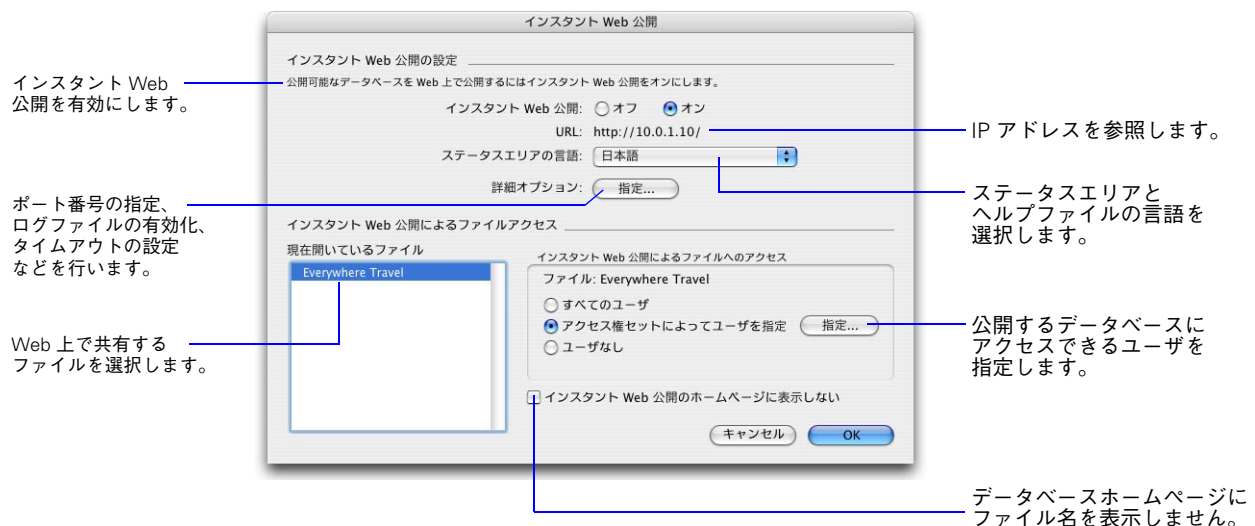 インスタント Web 公開
インスタント Web 公開の設定
公開可能なデータベースを Web 上で公開するにはインスタント Web 公開をオンにします。
インスタント Web
公開を有効にします。
インスタント Web 公開: オフ オン
URL: http://10.0.1.10/
IP アドレスを参照します。
ステータスエリアの言語: 日本語
ステータスエリアと
ヘルプファイルの言語を
選択します。
詳細オプション: 指定...
ポート番号の指定、
ログファイルの有効化、
タイムアウトの設定
などを行います。
インスタント Web 公開によるファイルアクセス
現在開いているファイル
Everywhere Travel
インスタント Web 公開によるファイルへのアクセス
ファイル: Everywhere Travel
すべてのユーザ
アクセス権セットによってユーザを指定 指定...
ユーザなし
公開するデータベースに
アクセスできるユーザを
指定します。
Web 上で共有する
ファイルを選択します。
インスタント Web 公開のホームページに表示しない
キャンセル OK
データベースホームページに
ファイル名を表示しません。